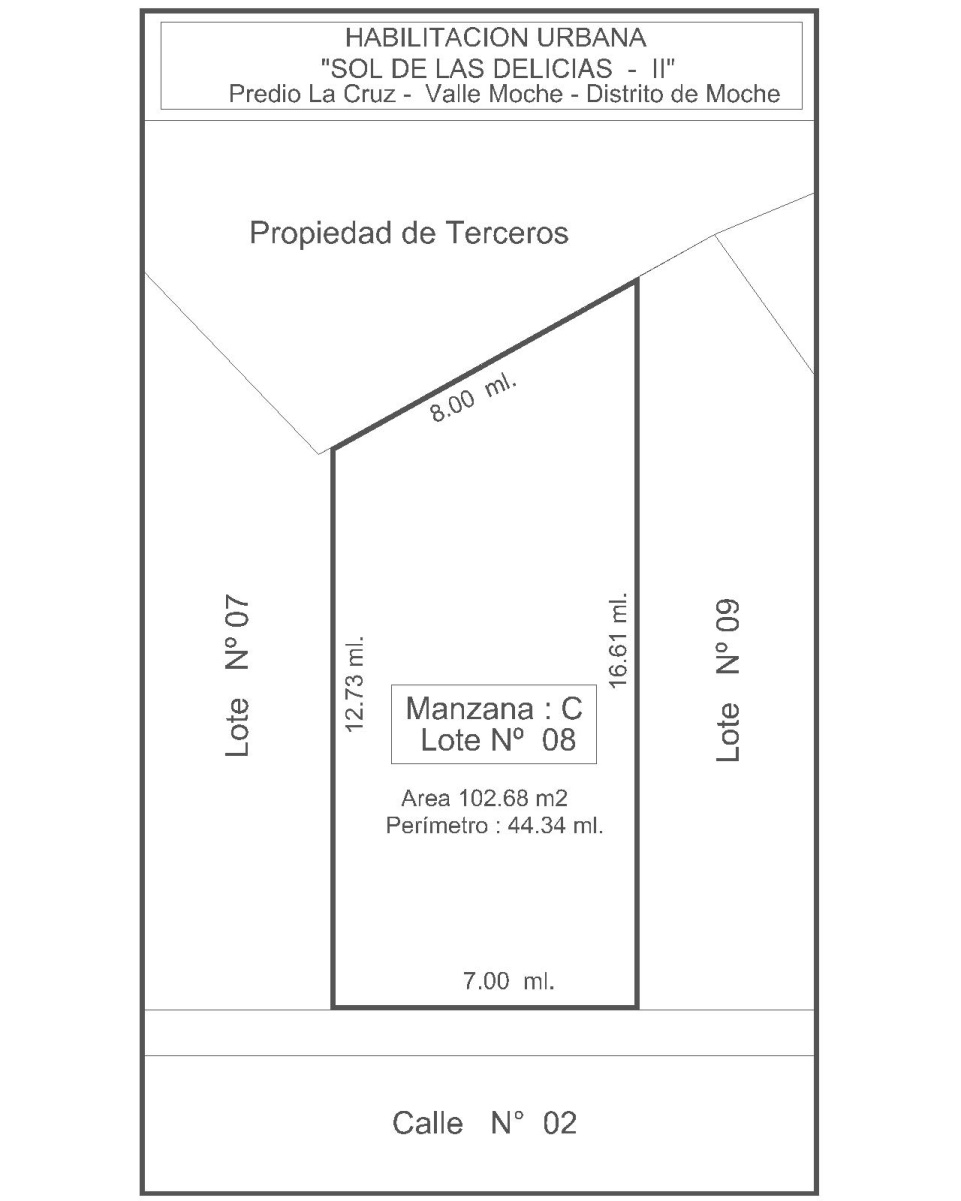 HABILITACION URBANA
"SOL DE LAS DELICIAS - II"
Predio La Cruz - Valle Moche - Distrito de Moche
Propiedad de Terceros
8.00 ml.
Lote Nº 07
12.73 ml.
16.61 ml.
Lote Nº 09
Manzana : C
Lote Nº 08
Area 102.68 m2
Perímetro : 44.34 ml.
7.00 ml.
Calle N° 02